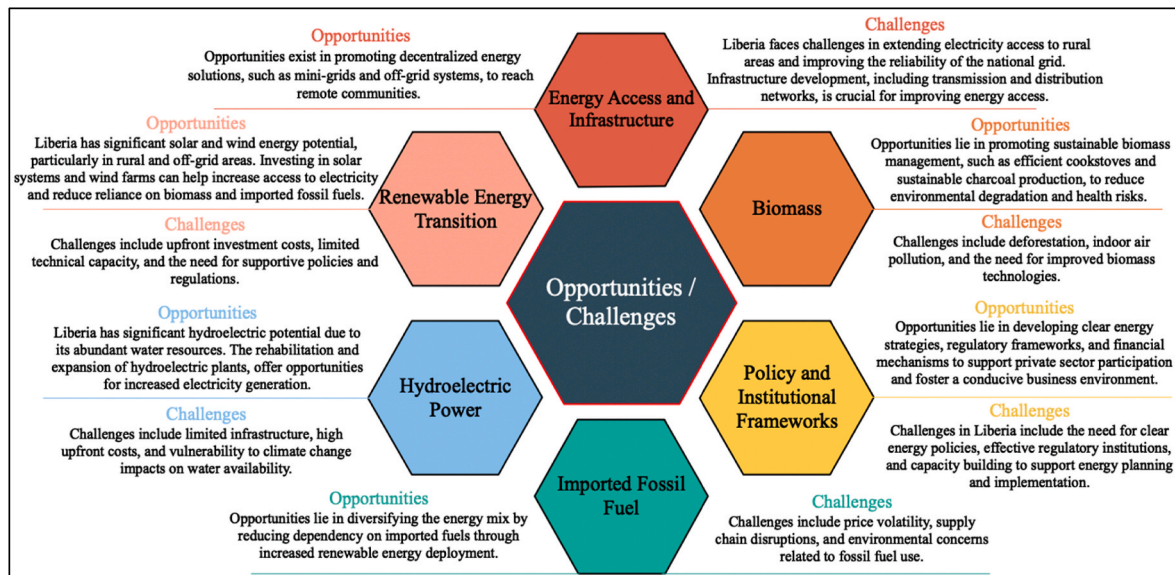 Opportunities
Opportunities exist in promoting decentralized energy
solutions, such as mini-grids and off-grid systems, to reach
remote communities.
Energy Access and
Infrastructure
Challenges
Liberia faces challenges in extending electricity access to rural
areas and improving the reliability of the national grid.
Infrastructure development, including transmission and distribution
networks, is crucial for improving energy access.
Opportunities
Liberia has significant solar and wind energy potential,
particularly in rural and off-grid areas. Investing in solar
systems and wind farms can help increase access to electricity
and reduce reliance on biomass and imported fossil fuels.
Challenges
Challenges include upfront investment costs, limited
technical capacity, and the need for supportive policies and
regulations.
Renewable Energy
Transition
Biomass
Opportunities
Opportunities lie in promoting sustainable biomass
management, such as efficient cookstoves and
sustainable charcoal production, to reduce
environmental degradation and health risks.
Challenges
Challenges include deforestation, indoor air
pollution, and the need for improved biomass
technologies.
Opportunities /
Challenges
Opportunities
Liberia has significant hydroelectric potential due to
its abundant water resources. The rehabilitation and
expansion of hydroelectric plants, offer opportunities
for increased electricity generation.
Challenges
Challenges include limited infrastructure, high
upfront costs, and vulnerability to climate change
impacts on water availability.
Hydroelectric
Power
Policy and
Institutional
Frameworks
Opportunities
Opportunities lie in developing clear energy
strategies, regulatory frameworks, and financial
mechanisms to support private sector participation
and foster a conducive business environment.
Challenges
Challenges in Liberia include the need for clear
energy policies, effective regulatory institutions,
and capacity building to support energy planning
and implementation.
Opportunities
Opportunities lie in diversifying the energy mix by
reducing dependency on imported fuels through
increased renewable energy deployment.
Imported Fossil
Fuel
Challenges
Challenges include price volatility, supply
chain disruptions, and environmental concerns
related to fossil fuel use.